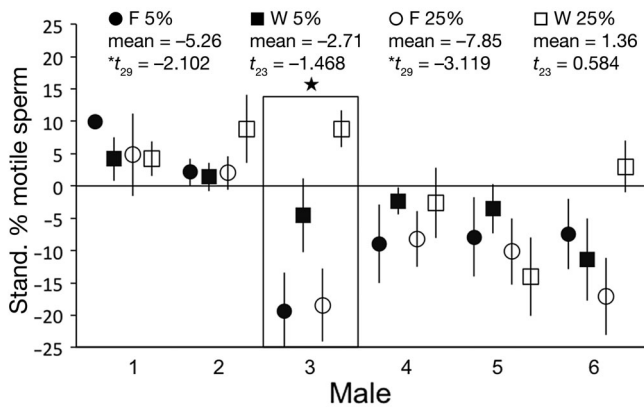 ● F 5% ■ W 5% ○ F 25% □ W 25%
mean = –5.26 mean = –2.71 mean = –7.85 mean = 1.36
*t29 = –2.102 t23 = –1.468 *t29 = –3.119 t23 = 0.584
★
25
20
15
10
5
0
−5
−10
−15
−20
−25
Stand. % motile sperm
1 2 3 4 5 6
Male